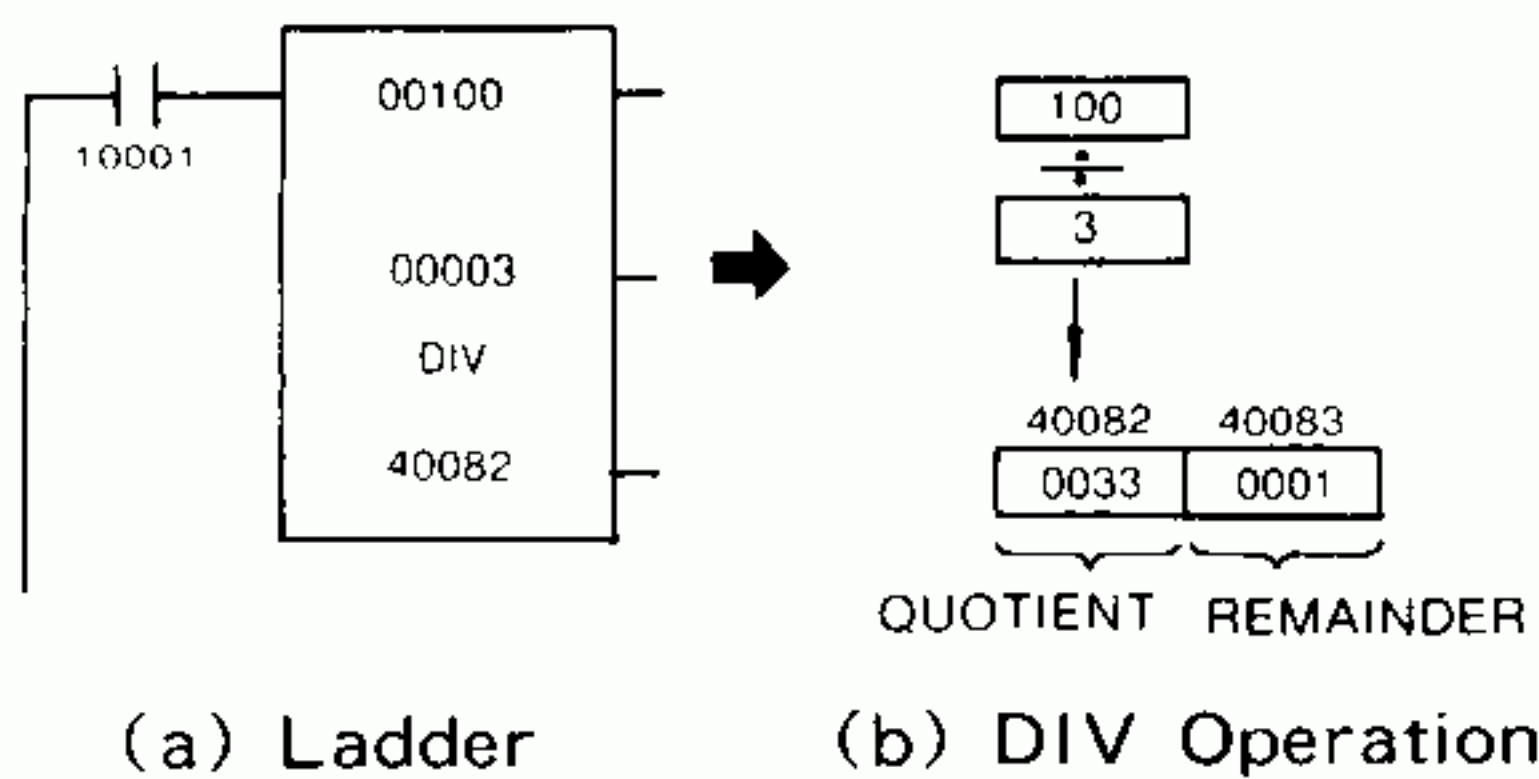 00100
10001
00003
DIV
40082
100
÷
3
40082 40083
0033 0001
QUOTIENT REMAINDER
(a) Ladder
(b) DIV Operation